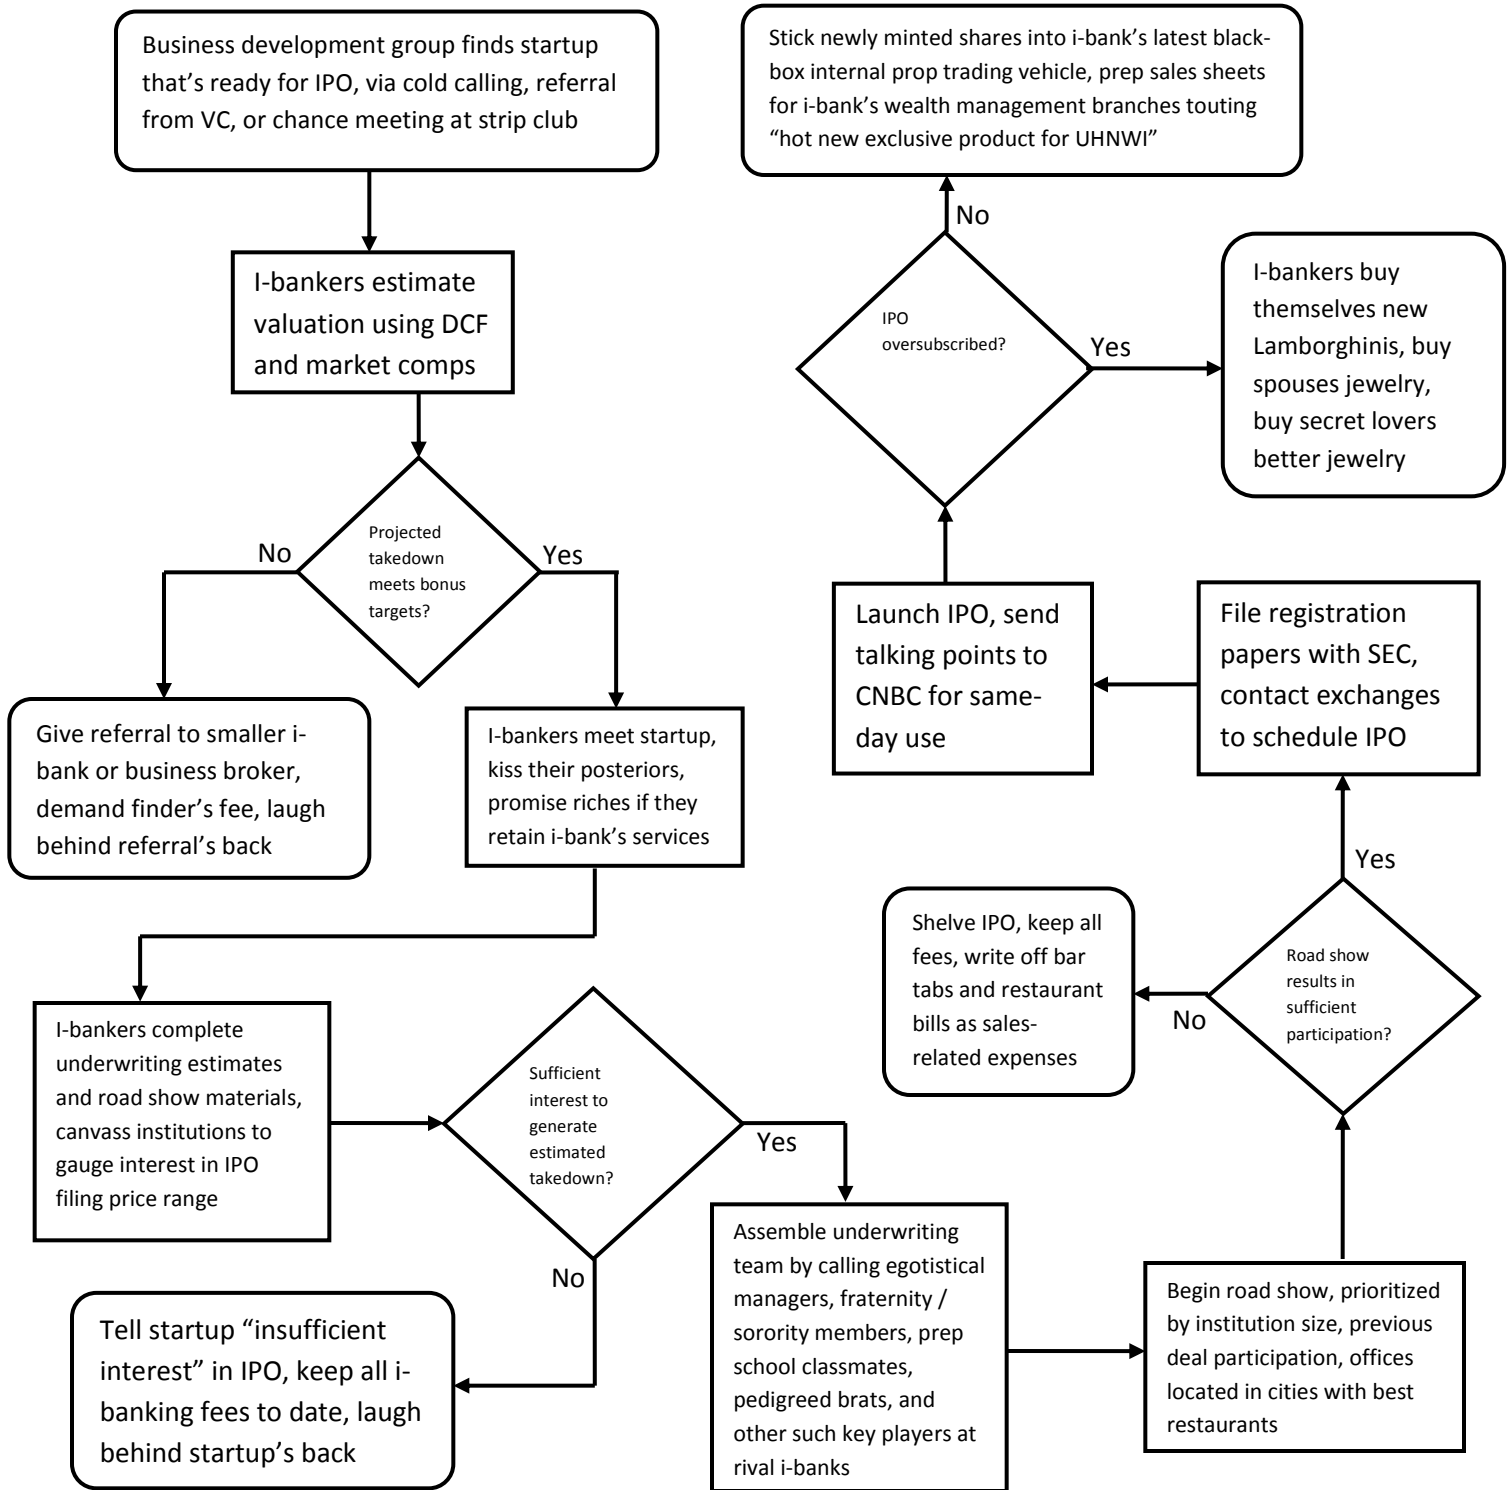 Business development group finds startup
that’s ready for IPO, via cold calling, referral
from VC, or chance meeting at strip club
I-bankers estimate
valuation using DCF
and market comps
Projected
takedown
meets bonus
targets?
No
Yes
Give referral to smaller i-
bank or business broker,
demand finder’s fee, laugh
behind referral’s back
I-bankers meet startup,
kiss their posteriors,
promise riches if they
retain i-bank’s services
I-bankers complete
underwriting estimates
and road show materials,
canvass institutions to
gauge interest in IPO
filing price range
Sufficient
interest to
generate
estimated
takedown?
Yes
No
Tell startup “insufficient
interest” in IPO, keep all i-
banking fees to date, laugh
behind startup’s back
Assemble underwriting
team by calling egotistical
managers, fraternity /
sorority members, prep
school classmates,
pedigreed brats, and
other such key players at
rival i-banks
Begin road show, prioritized
by institution size, previous
deal participation, offices
located in cities with best
restaurants
Road show
results in
sufficient
participation?
No
Yes
Shelve IPO, keep all
fees, write off bar
tabs and restaurant
bills as sales-
related expenses
File registration
papers with SEC,
contact exchanges
to schedule IPO
Launch IPO, send
talking points to
CNBC for same-
day use
IPO
oversubscribed?
No
Yes
Stick newly minted shares into i-bank’s latest black-
box internal prop trading vehicle, prep sales sheets
for i-bank’s wealth management branches touting
“hot new exclusive product for UHNWI”
I-bankers buy
themselves new
Lamborghinis, buy
spouses jewelry,
buy secret lovers
better jewelry